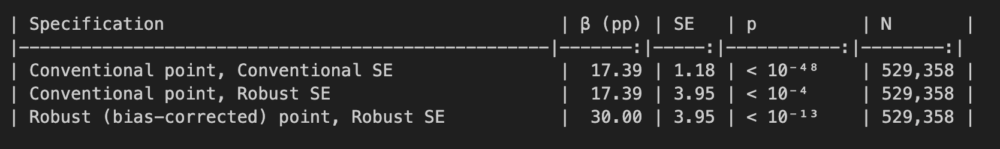 | Specification | β (pp) | SE | p | N |
|---------------------------------------------------|-------:|-----:|-----------:|--------:|
| Conventional point, Conventional SE | 17.39 | 1.18 | < 10⁻⁴⁸ | 529,358 |
| Conventional point, Robust SE | 17.39 | 3.95 | < 10⁻⁴ | 529,358 |
| Robust (bias-corrected) point, Robust SE | 30.00 | 3.95 | < 10⁻¹³ | 529,358 |